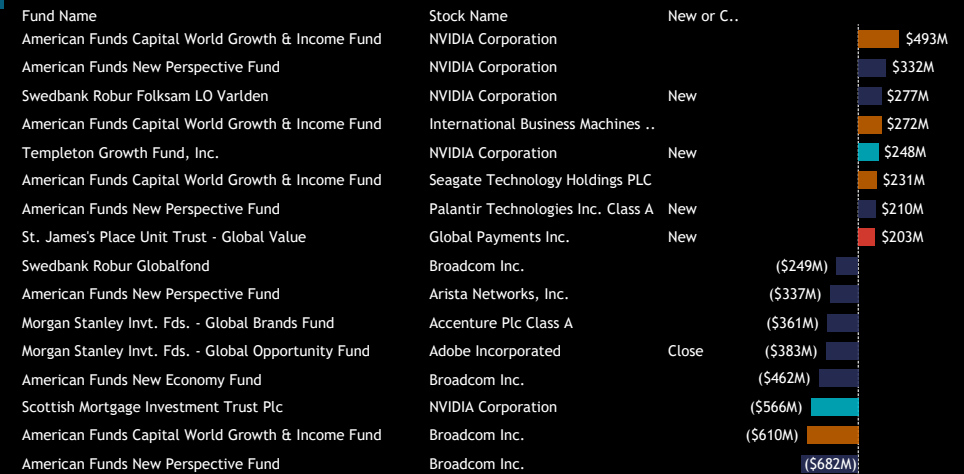 Fund Name Stock Name New or C..
American Funds Capital World Growth & Income Fund NVIDIA Corporation $493M
American Funds New Perspective Fund NVIDIA Corporation $332M
Swedbank Robur Folksam LO Varlden NVIDIA Corporation New $277M
American Funds Capital World Growth & Income Fund International Business Machines .. $272M
Templeton Growth Fund, Inc. NVIDIA Corporation New $248M
American Funds Capital World Growth & Income Fund Seagate Technology Holdings PLC $231M
American Funds New Perspective Fund Palantir Technologies Inc. Class A New $210M
St. James's Place Unit Trust - Global Value Global Payments Inc. New $203M
Swedbank Robur Globalfond Broadcom Inc. ($249M)
American Funds New Perspective Fund Arista Networks, Inc. ($337M)
Morgan Stanley Invt. Fds. - Global Brands Fund Accenture Plc Class A ($361M)
Morgan Stanley Invt. Fds. - Global Opportunity Fund Adobe Incorporated Close ($383M)
American Funds New Economy Fund Broadcom Inc. ($462M)
Scottish Mortgage Investment Trust Plc NVIDIA Corporation ($566M)
American Funds Capital World Growth & Income Fund Broadcom Inc. ($610M)
American Funds New Perspective Fund Broadcom Inc. ($682M)